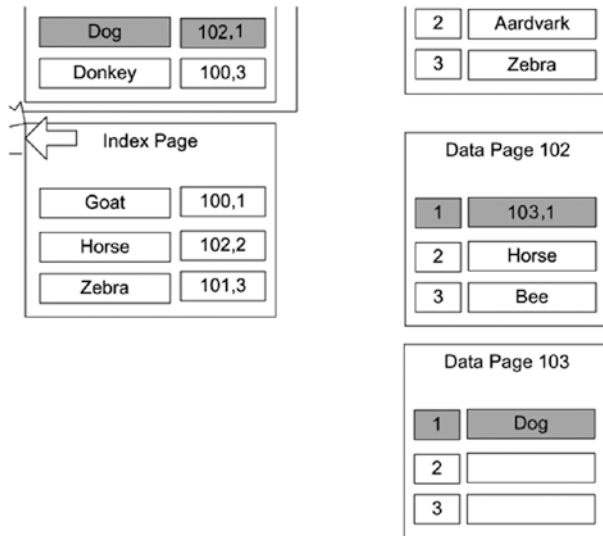 Dog 102,1
Donkey 100,3
Index Page
Goat 100,1
Horse 102,2
Zebra 101,3
2 Aardvark
3 Zebra
Data Page 102
1 103,1
2 Horse
3 Bee
Data Page 103
1 Dog
2
3